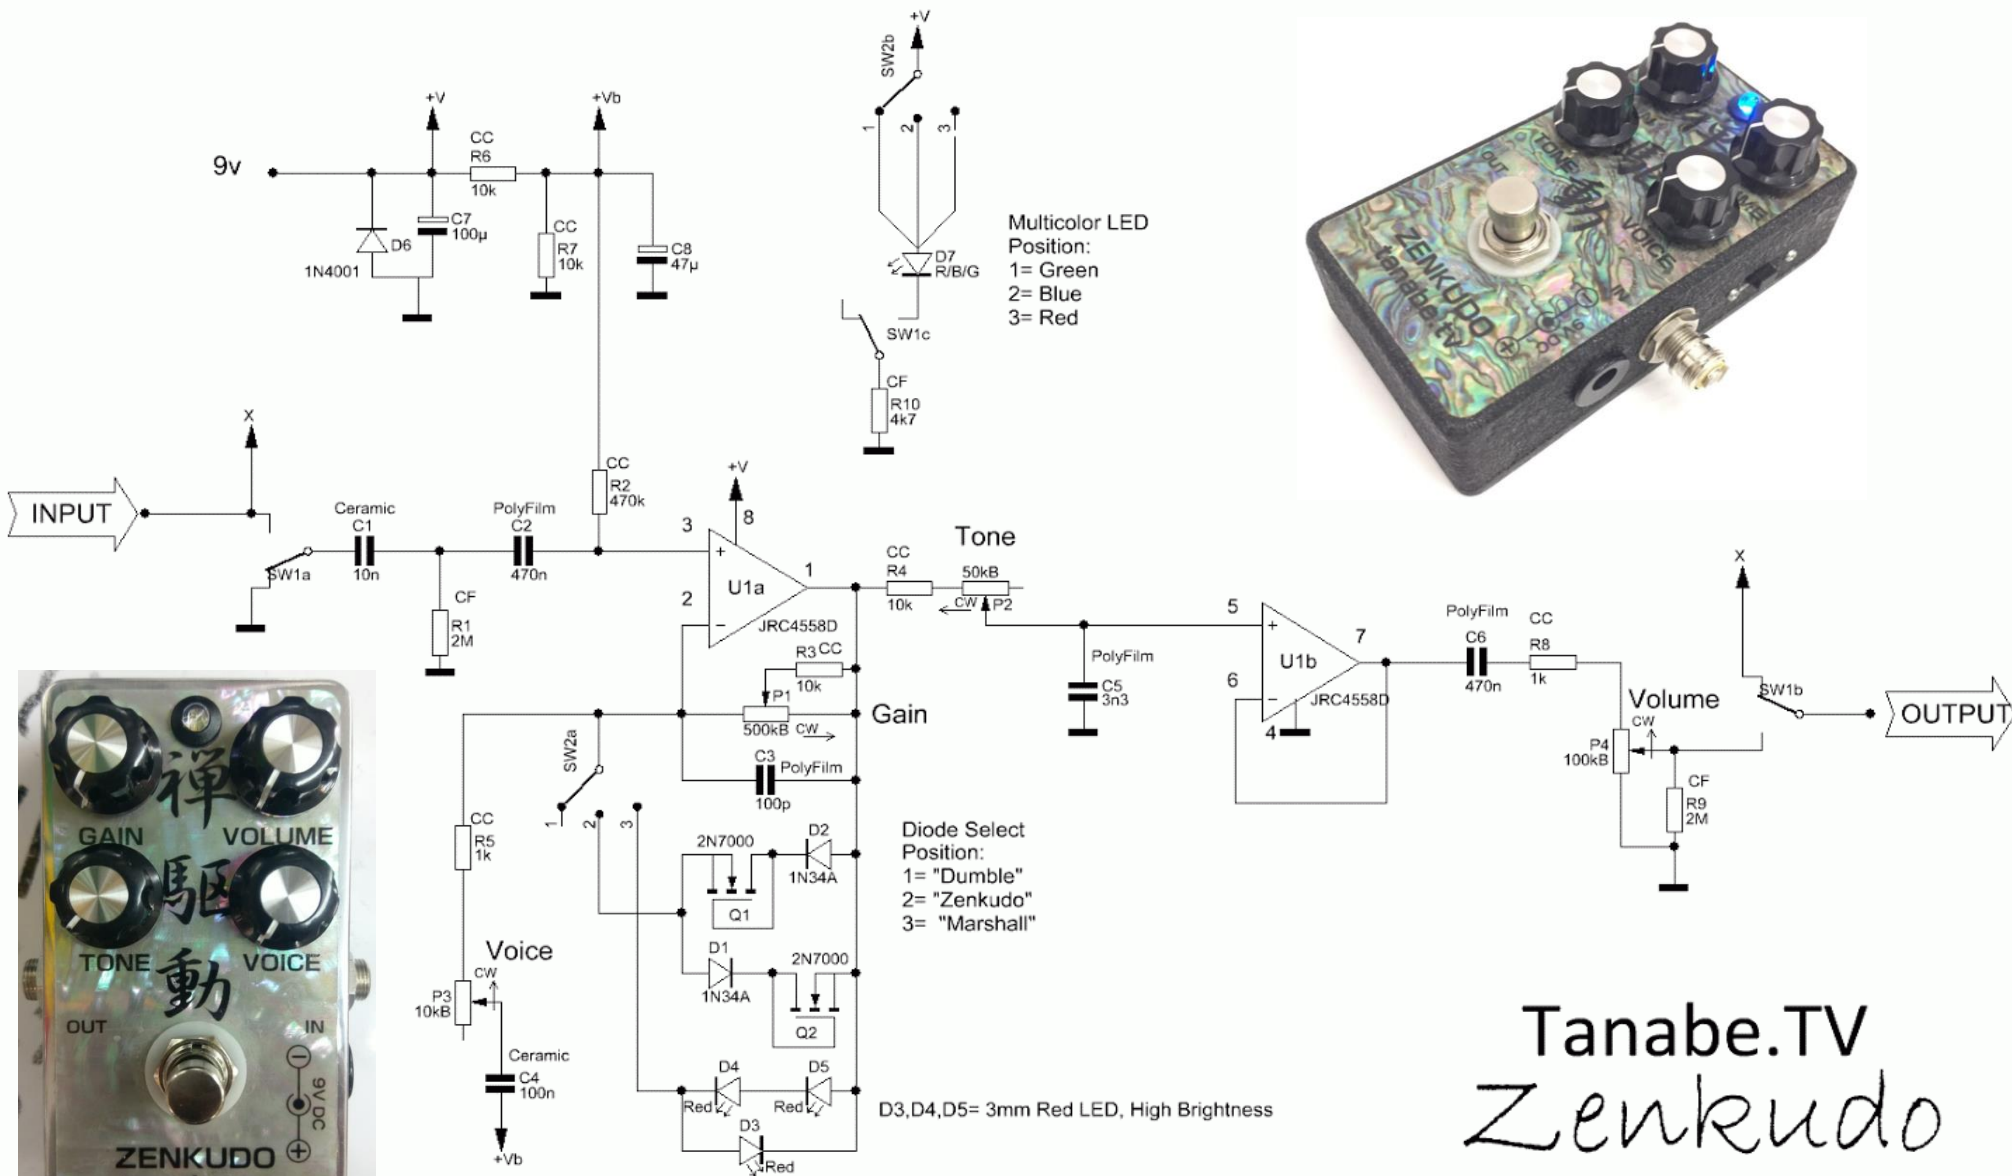 +V
SW2b
1
2
3
+V
+Vb
9v
CC
R6
10k
C7
100µ
D6
1N4001
CC
R7
10k
C8
47µ
D7
R/B/G
SW1c
CF
R10
4k7
Multicolor LED
Position:
1= Green
2= Blue
3= Red
TONE
OUT
VOICE
IN
ZENKUDO
tanabe.tv
9V DC
X
INPUT
SW1a
Ceramic
C1
10n
CF
R1
2M
PolyFilm
C2
470n
CC
R2
470k
+V
8
3
2
1
U1a
JRC4558D
CC
R4
10k
Tone
50kB
CW
P2
PolyFilm
C5
3n3
R3 CC
10k
P1
500kB
CW
Gain
C3
PolyFilm
100p
5
6
7
4
U1b
JRC4558D
PolyFilm
C6
470n
CC
R8
1k
Volume
CW
P4
100kB
CF
R9
2M
X
SW1b
OUTPUT
SW2a
1
2
3
CC
R5
1k
Voice
CW
P3
10kB
Ceramic
C4
100n
+Vb
2N7000
Q1
D2
1N34A
D1
1N34A
2N7000
Q2
D4
Red
D5
Red
D3
Red
Diode Select
Position:
1= "Dumble"
2= "Zenkudo"
3= "Marshall"
D3,D4,D5= 3mm Red LED, High Brightness
禅
GAIN VOLUME
駆
TONE VOICE
動
OUT IN
9V DC
ZENKUDO
Tanabe.TV
Zenkudo